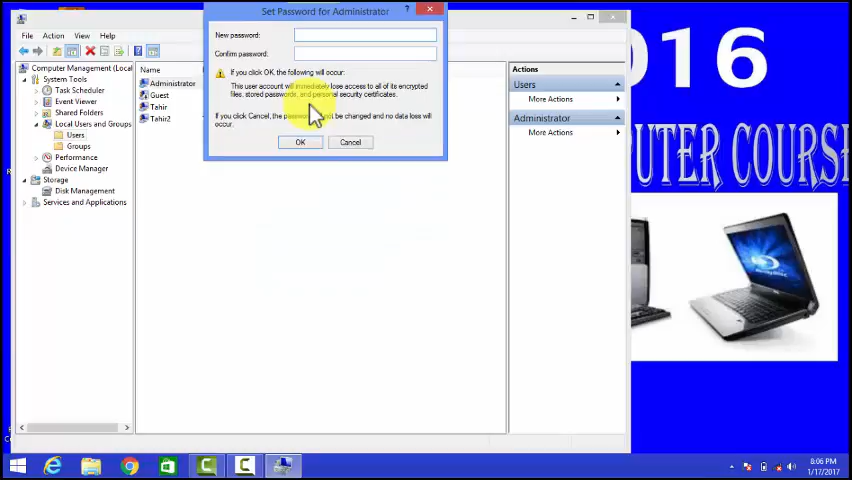 Set Password for Administrator
?
New password:
Confirm password:
If you click OK, the following will occur:
This user account will immediately lose access to all of its encrypted
files, stored passwords, and personal security certificates.
If you click Cancel, the not be changed and no data loss will
occur.
OK Cancel
File Action View Help
Computer Management (Local
System Tools
Task Scheduler
Event Viewer
Shared Folders
Local Users and Groups
Users
Groups
Performance
Device Manager
Storage
Disk Management
Services and Applications
Name
Administrator
Guest
Tahir
Tahir2
Actions
Users
More Actions
Administrator
More Actions
016
PUTER COURSE
8:06 PM
1/17/2017